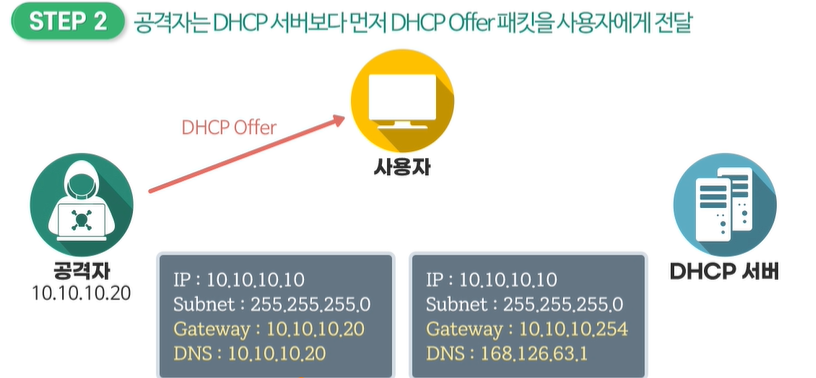 STEP 2 공격자는 DHCP 서버보다 먼저 DHCP Offer 패킷을 사용자에게 전달
DHCP Offer
사용자
공격자
10.10.10.20
DHCP 서버
IP : 10.10.10.10
Subnet : 255.255.255.0
Gateway : 10.10.10.20
DNS : 10.10.10.20
IP : 10.10.10.10
Subnet : 255.255.255.0
Gateway : 10.10.10.254
DNS : 168.126.63.1